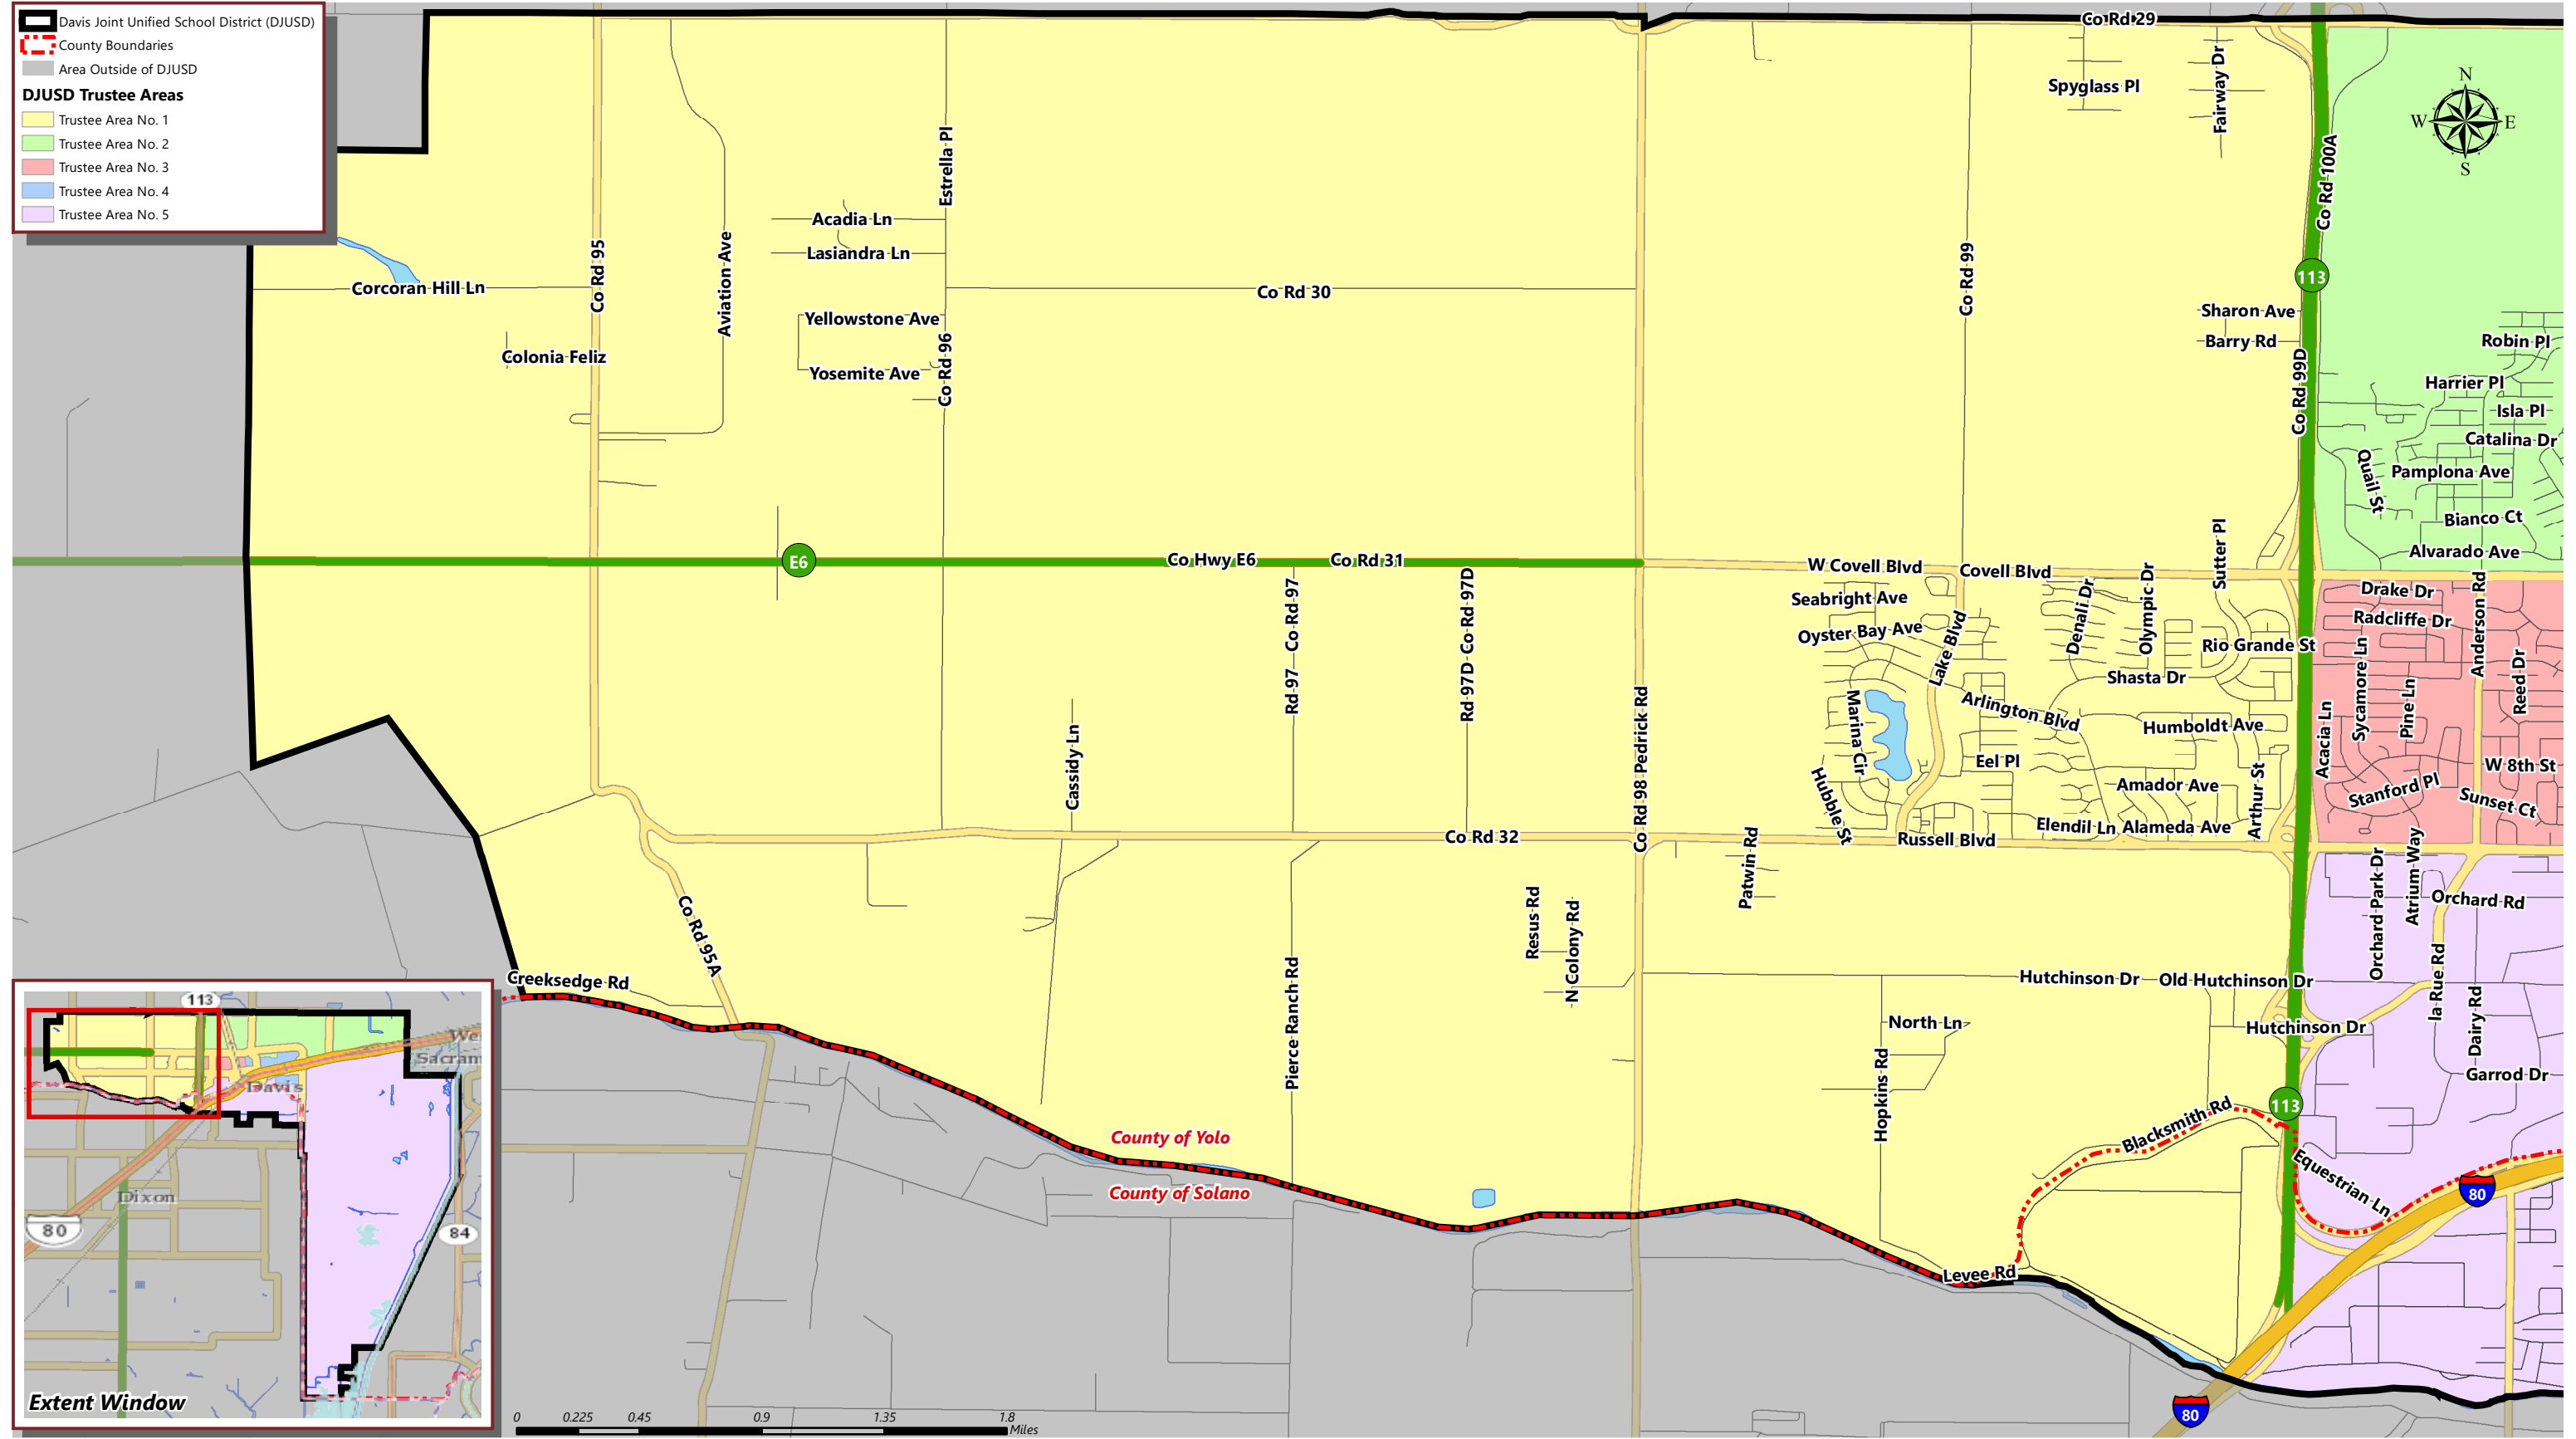 Davis Joint Unified School District (DJUSD)
County Boundaries
Area Outside of DJUSD
DJUSD Trustee Areas
Trustee Area No. 1
Trustee Area No. 2
Trustee Area No. 3
Trustee Area No. 4
Trustee Area No. 5
Co Rd 29
N
W E
S
Spyglass Pl
Fairway Dr
Co Rd 100A
Estrella Pl
Acadia Ln
Lasiandra Ln
Co Rd 95
Aviation Ave
Corcoran Hill Ln
Co Rd 30
Co Rd 99
113
Sharon Ave
Barry Rd
Robin Pl
Yellowstone Ave
Colonia Feliz
Yosemite Ave
Co Rd 96
Co Rd 99D
Harrier Pl
Isla Pl
Catalina Dr
Quail St
Pamplona Ave
Bianco Ct
Alvarado Ave
E6
Co Hwy E6
Co Rd 31
W Covell Blvd
Covell Blvd
Sutter Pl
Seabright Ave
Oyster Bay Ave
Lake Blvd
Denali Dr
Olympic Dr
Rio Grande St
Drake Dr
Radcliffe Dr
Anderson Rd
Co Rd 97
Rd 97
Co Rd 97D
Rd 97D
Shasta Dr
Sycamore Ln
Pine Ln
Reed Dr
Arlington Blvd
Humboldt Ave
Marina Cir
Acacia Ln
Cassidy Ln
Co Rd 98 Pedrick Rd
Eel Pl
Amador Ave
Arthur St
W 8th St
Stanford Pl
Sunset Ct
Hubble St
Co Rd 32
Russell Blvd
Elendil Ln
Alameda Ave
Patwin Rd
Orchard Park Dr
Atrium Way
Orchard Rd
Co Rd 95A
Resus Rd
N Colony Rd
Creeksedge Rd
Pierce Ranch Rd
Hutchinson Dr
Old Hutchinson Dr
la Rue Rd
Dairy Rd
North Ln
Hutchinson Dr
Hopkins Rd
Garrod Dr
113
Blacksmith Rd
County of Yolo
County of Solano
Equestrian Ln
80
Levee Rd
80
113
We
Sacram
Davis
Dixon
80
84
Extent Window
0 0.225 0.45 0.9 1.35 1.8
Miles